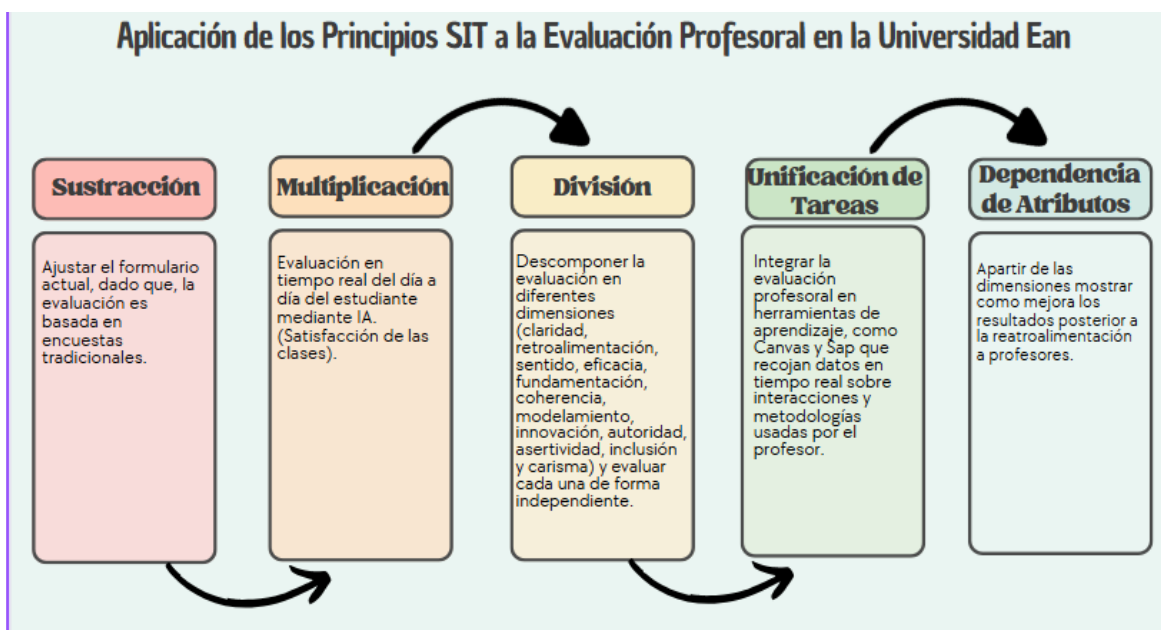 Aplicación de los Principios SIT a la Evaluación Profesoral en la Universidad Ean
Sustracción
Ajustar el formulario
actual, dado que, la
evaluación es
basada en
encuestas
tradicionales.
Multiplicación
Evaluación en
tiempo real del día a
día del estudiante
mediante IA.
(Satisfacción de las
clases).
División
Descomponer la
evaluación en
diferentes
dimensiones
(claridad,
retroalimentación,
sentido, eficacia,
fundamentación,
coherencia,
modelamiento,
innovación, autoridad,
asertividad, inclusión
y carisma) y evaluar
cada una de forma
independiente.
Unificación de
Tareas
Integrar la
evaluación
profesoral en
herramientas de
aprendizaje, como
Canvas y Sap que
recojan datos en
tiempo real sobre
interacciones y
metodologías
usadas por el
profesor.
Dependencia
de Atributos
Apartir de las
dimensiones mostrar
como mejora los
resultados posterior a
la reatroalimentación
a profesores.